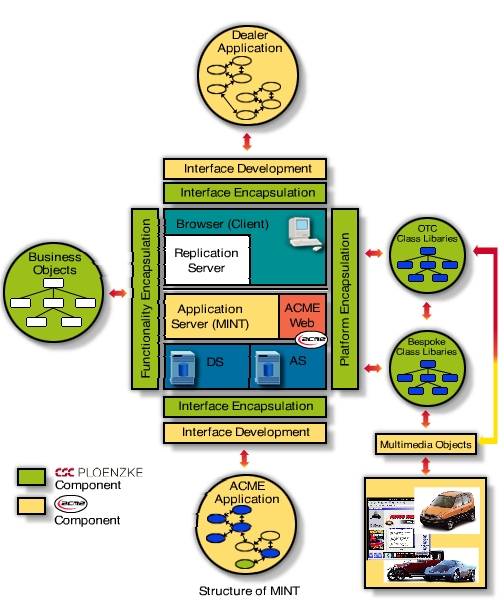 Dealer
Application
Interface Development
Interface Encapsulation
Functionality Encapsulation
Browser (Client)
Replication
Server
Platform Encapsulation
OTC
Class Libaries
Business
Objects
Application
Server (MINT)
ACME
Web
acme
Bespoke
Class Libaries
DS
AS
Interface Encapsulation
Interface Development
Multimedia Objects
ACME
Application
CSC PLOENZKE
Component
acme
Component
Structure of MINT